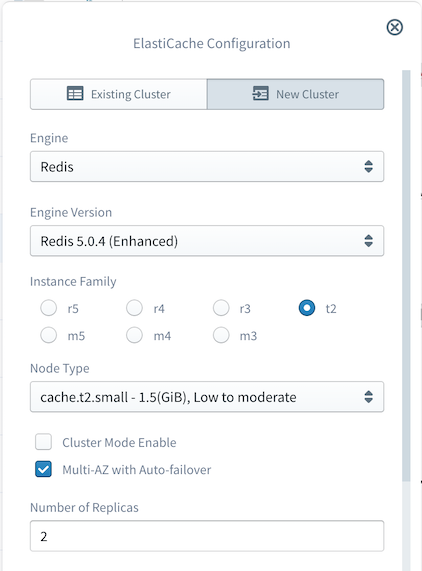 ElastiCache Configuration
Existing Cluster New Cluster
Engine
Redis
Engine Version
Redis 5.0.4 (Enhanced)
Instance Family
r5 r4 r3 t2
m5 m4 m3
Node Type
cache.t2.small - 1.5(GiB), Low to moderate
Cluster Mode Enable
Multi-AZ with Auto-failover
Number of Replicas
2